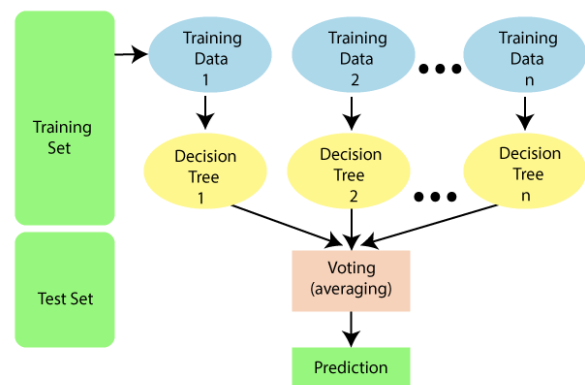 Training
Set
Test Set
Training
Data
1
Training
Data
2
Training
Data
n
Decision
Tree
1
Decision
Tree
2
Decision
Tree
n
Voting
(averaging)
Prediction